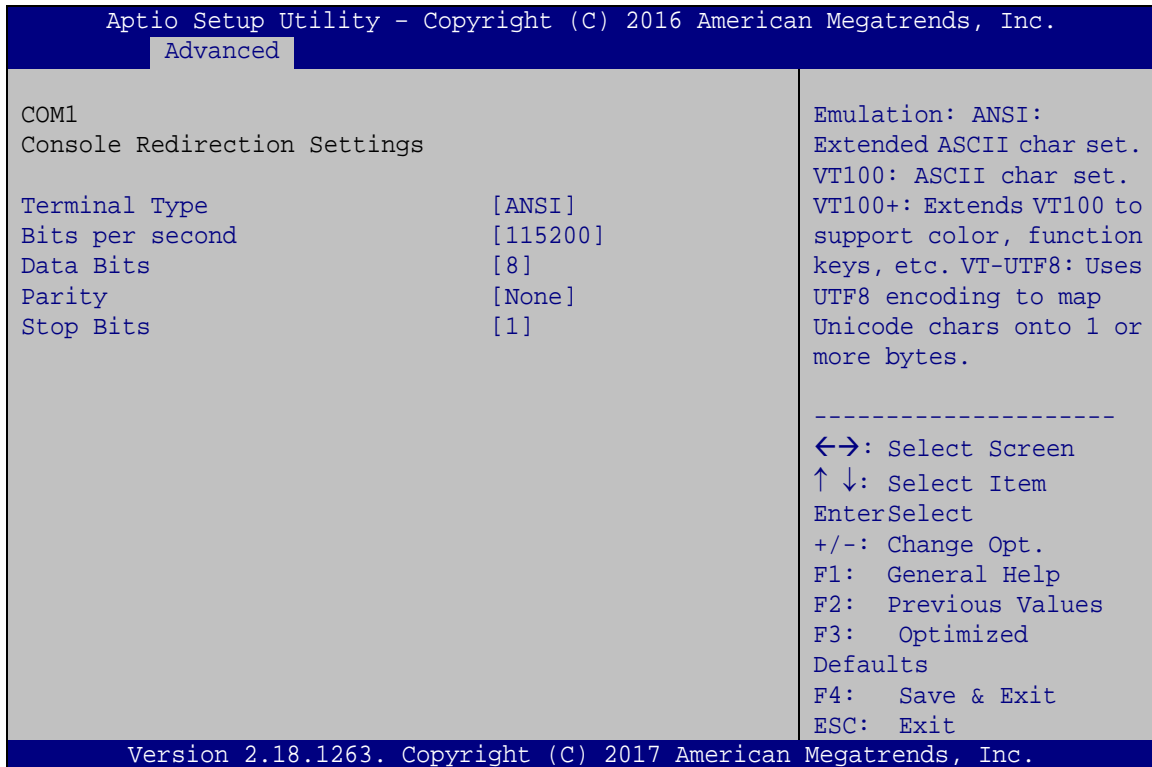 Aptio Setup Utility – Copyright (C) 2016 American Megatrends, Inc.
Advanced
COM1
Console Redirection Settings
Terminal Type [ANSI]
Bits per second [115200]
Data Bits [8]
Parity [None]
Stop Bits [1]
Emulation: ANSI:
Extended ASCII char set.
VT100: ASCII char set.
VT100+: Extends VT100 to
support color, function
keys, etc. VT-UTF8: Uses
UTF8 encoding to map
Unicode chars onto 1 or
more bytes.
---------------------
←→: Select Screen
↑ ↓: Select Item
EnterSelect
+/-: Change Opt.
F1: General Help
F2: Previous Values
F3: Optimized
Defaults
F4: Save & Exit
ESC: Exit
Version 2.18.1263. Copyright (C) 2017 American Megatrends, Inc.